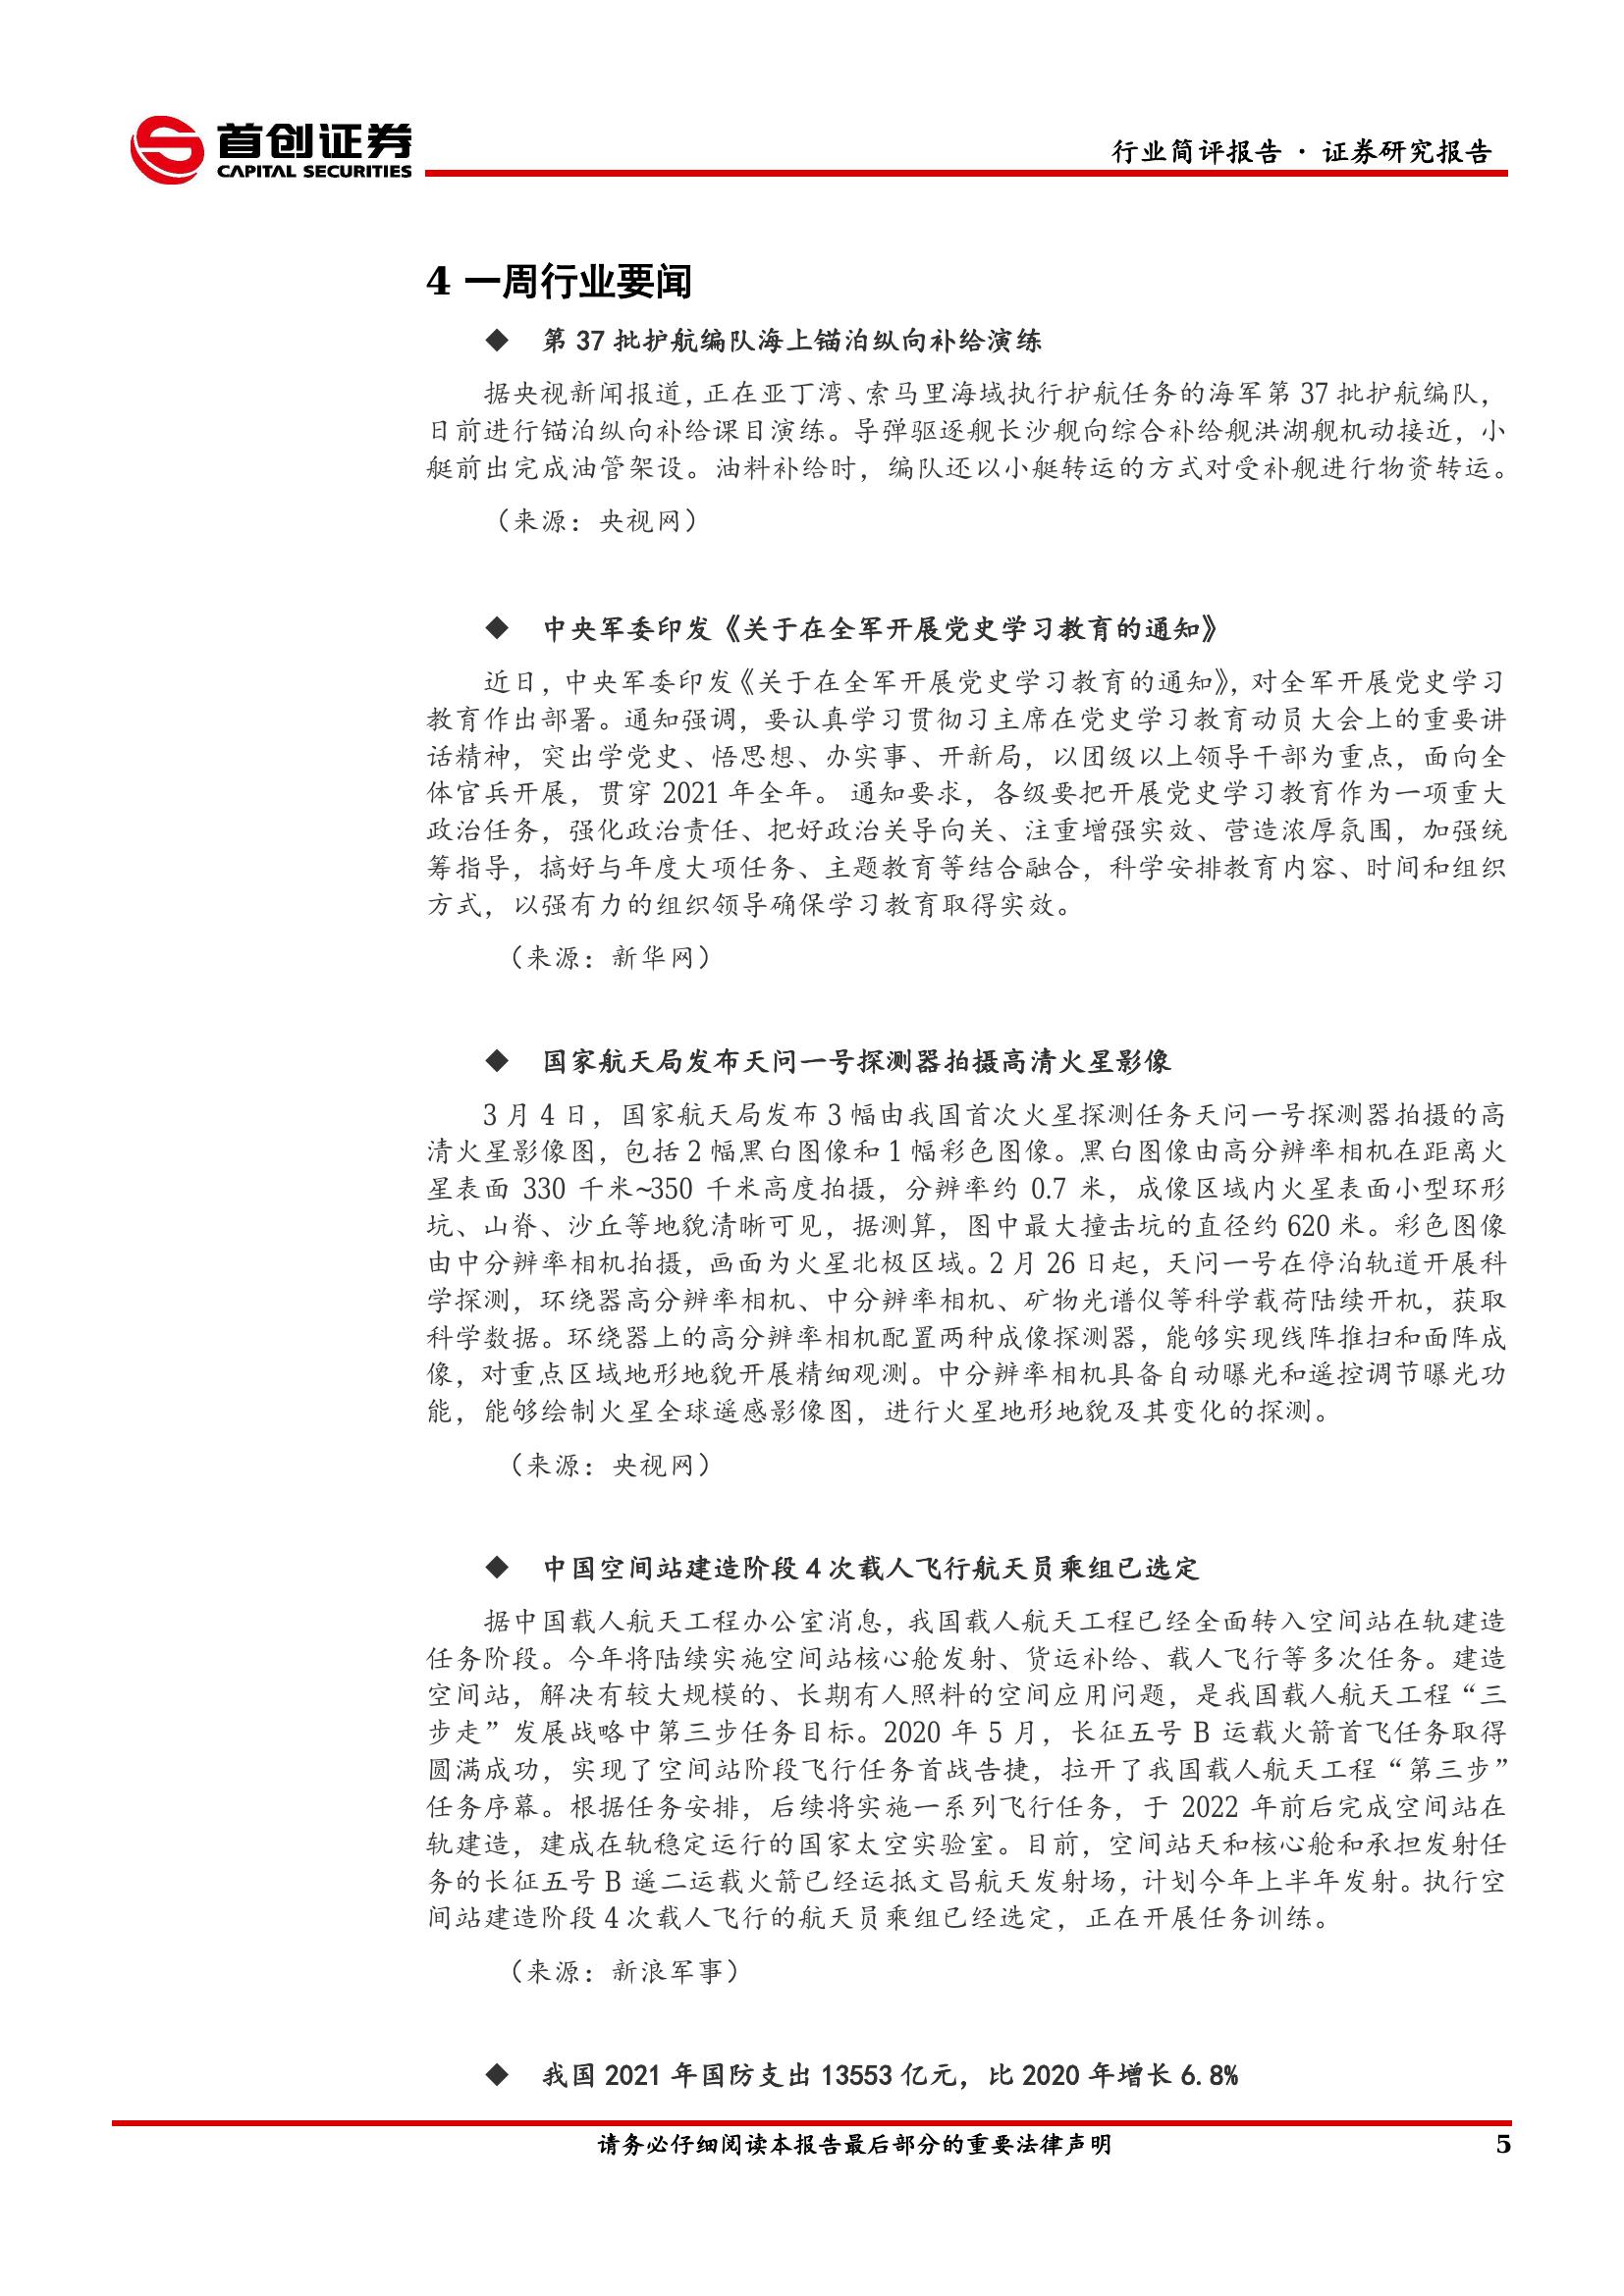 首创证券
CAPITAL SECURITIES
行业简评报告 · 证券研究报告
4 一周行业要闻
◆ 第 37 批护航编队海上锚泊纵向补给演练
据央视新闻报道，正在亚丁湾、索马里海域执行护航任务的海军第 37 批护航编队，
日前进行锚泊纵向补给课目演练。导弹驱逐舰长沙舰向综合补给舰洪湖舰机动接近，小
艇前出完成油管架设。油料补给时，编队还以小艇转运的方式对受补舰进行物资转运。
（来源：央视网）
◆ 中央军委印发《关于在全军开展党史学习教育的通知》
近日，中央军委印发《关于在全军开展党史学习教育的通知》，对全军开展党史学习
教育作出部署。通知强调，要认真学习贯彻习主席在党史学习教育动员大会上的重要讲
话精神，突出学党史、悟思想、办实事、开新局，以团级以上领导干部为重点，面向全
体官兵开展，贯穿 2021 年全年。 通知要求，各级要把开展党史学习教育作为一项重大
政治任务，强化政治责任、把好政治关导向关、注重增强实效、营造浓厚氛围，加强统
筹指导，搞好与年度大项任务、主题教育等结合融合，科学安排教育内容、时间和组织
方式，以强有力的组织领导确保学习教育取得实效。
（来源：新华网）
◆ 国家航天局发布天问一号探测器拍摄高清火星影像
3 月 4 日，国家航天局发布 3 幅由我国首次火星探测任务天问一号探测器拍摄的高
清火星影像图，包括 2 幅黑白图像和 1 幅彩色图像。黑白图像由高分辨率相机在距离火
星表面 330 千米~350 千米高度拍摄，分辨率约 0.7 米，成像区域内火星表面小型环形
坑、山脊、沙丘等地貌清晰可见，据测算，图中最大撞击坑的直径约 620 米。彩色图像
由中分辨率相机拍摄，画面为火星北极区域。2 月 26 日起，天问一号在停泊轨道开展科
学探测，环绕器高分辨率相机、中分辨率相机、矿物光谱仪等科学载荷陆续开机，获取
科学数据。环绕器上的高分辨率相机配置两种成像探测器，能够实现线阵推扫和面阵成
像，对重点区域地形地貌开展精细观测。中分辨率相机具备自动曝光和遥控调节曝光功
能，能够绘制火星全球遥感影像图，进行火星地形地貌及其变化的探测。
（来源：央视网）
◆ 中国空间站建造阶段 4 次载人飞行航天员乘组已选定
据中国载人航天工程办公室消息，我国载人航天工程已经全面转入空间站在轨建造
任务阶段。今年将陆续实施空间站核心舱发射、货运补给、载人飞行等多次任务。建造
空间站，解决有较大规模的、长期有人照料的空间应用问题，是我国载人航天工程“三
步走”发展战略中第三步任务目标。2020 年 5 月，长征五号 B 运载火箭首飞任务取得
圆满成功，实现了空间站阶段飞行任务首战告捷，拉开了我国载人航天工程“第三步”
任务序幕。根据任务安排，后续将实施一系列飞行任务，于 2022 年前后完成空间站在
轨建造，建成在轨稳定运行的国家太空实验室。目前，空间站天和核心舱和承担发射任
务的长征五号 B 遥二运载火箭已经运抵文昌航天发射场，计划今年上半年发射。执行空
间站建造阶段 4 次载人飞行的航天员乘组已经选定，正在开展任务训练。
（来源：新浪军事）
◆ 我国 2021 年国防支出 13553 亿元，比 2020 年增长 6.8%
请务必仔细阅读本报告最后部分的重要法律声明
5